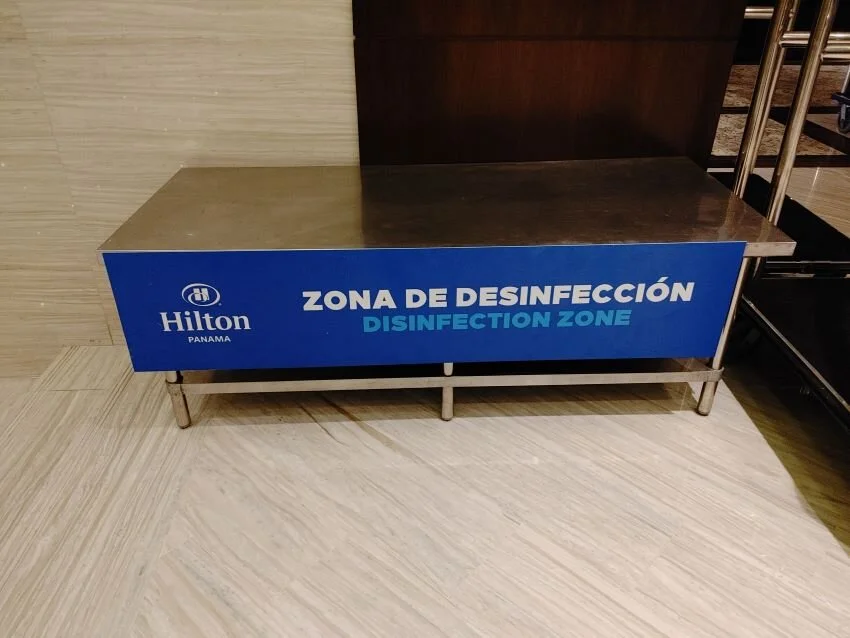 Hilton
PANAMA
ZONA DE DESINFECCIÓN
DISINFECTION ZONE